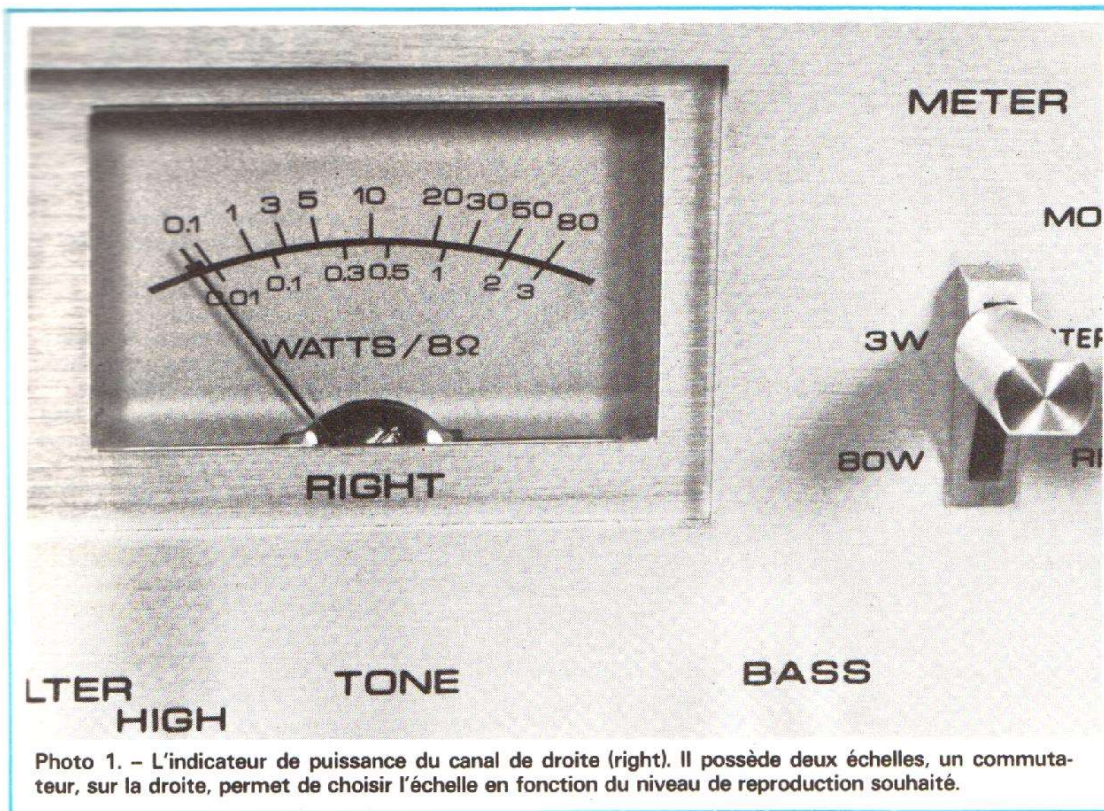 METER
MO
0.1 1 3 5 10 20 30 50 80
0.01 0.1 0.3 0.5 1 2 3
WATTS/8Ω
3W
TER
80W
RI
RIGHT
LTER
HIGH
TONE
BASS
Photo 1. – L'indicateur de puissance du canal de droite (right). Il possède deux échelles, un commuta-
teur, sur la droite, permet de choisir l'échelle en fonction du niveau de reproduction souhaité.